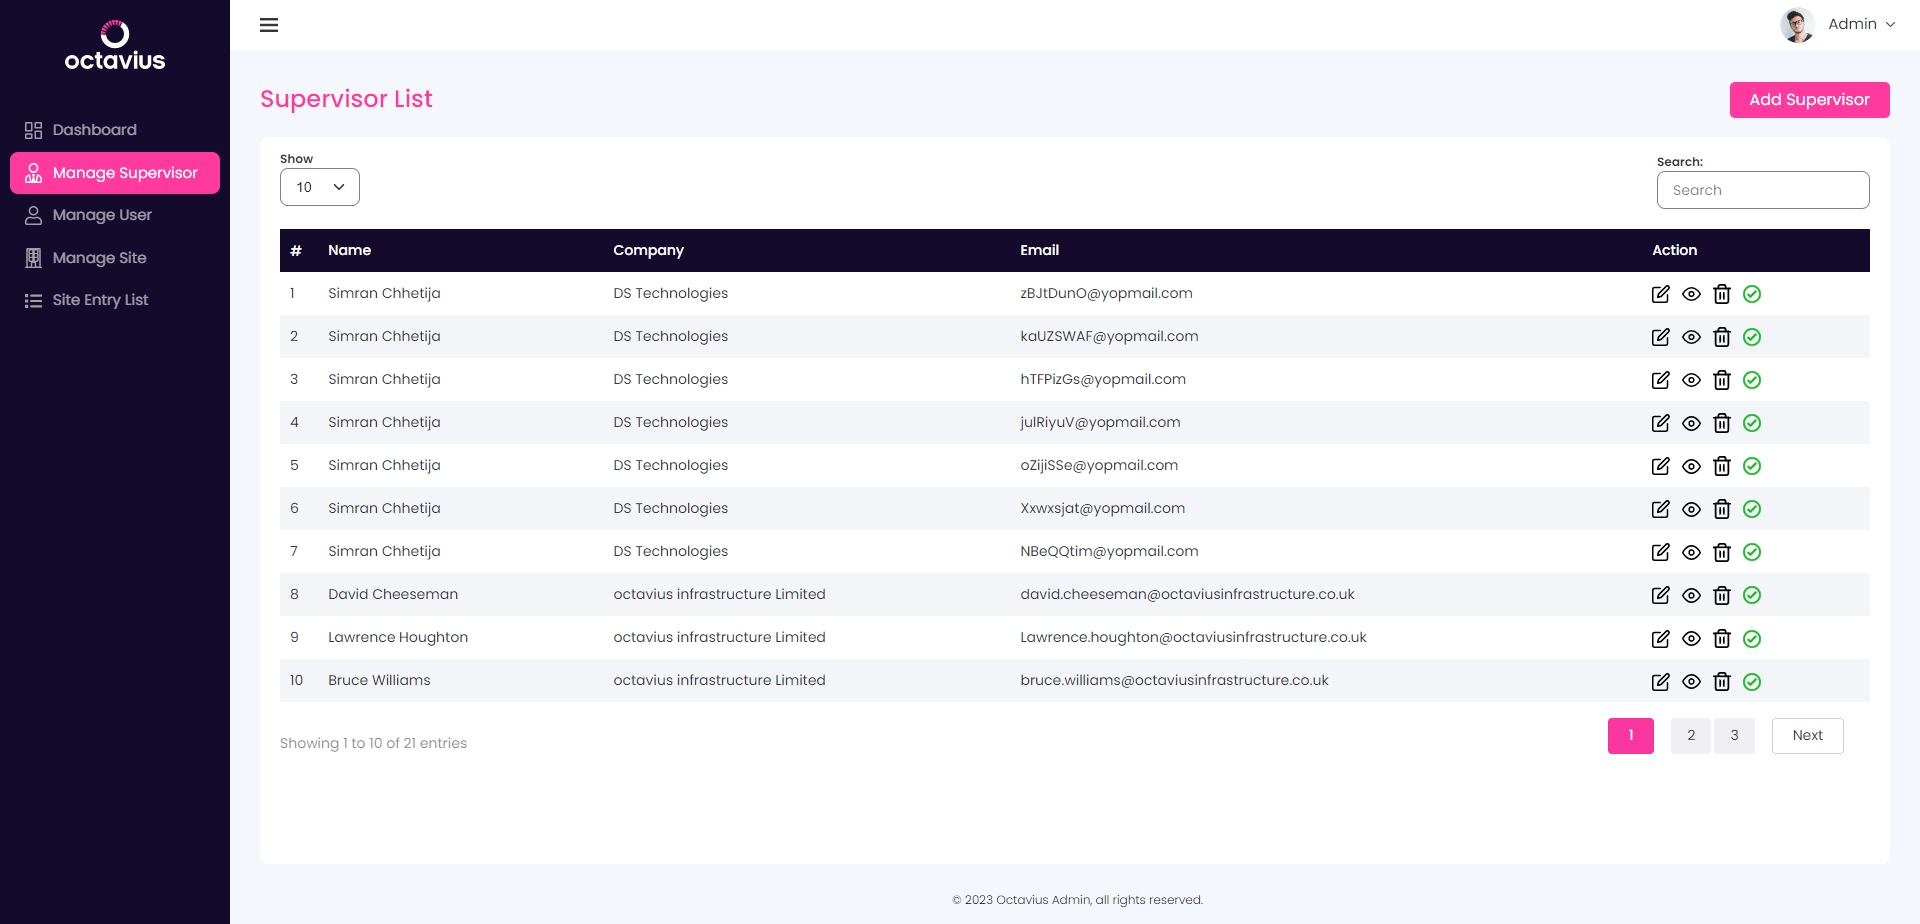 octavius
Admin
Dashboard
Manage Supervisor
Manage User
Manage Site
Site Entry List
Supervisor List
Add Supervisor
Show
10
Search:
Search
# Name Company Email Action
1 Simran Chhetija DS Technologies zBJtDunO@yopmail.com
2 Simran Chhetija DS Technologies kaUZSWAF@yopmail.com
3 Simran Chhetija DS Technologies hTFPizGs@yopmail.com
4 Simran Chhetija DS Technologies julRiyuV@yopmail.com
5 Simran Chhetija DS Technologies oZijiSSe@yopmail.com
6 Simran Chhetija DS Technologies Xxwxsjat@yopmail.com
7 Simran Chhetija DS Technologies NBeQQtim@yopmail.com
8 David Cheeseman octavius infrastructure Limited david.cheeseman@octaviusinfrastructure.co.uk
9 Lawrence Houghton octavius infrastructure Limited Lawrence.houghton@octaviusinfrastructure.co.uk
10 Bruce Williams octavius infrastructure Limited bruce.williams@octaviusinfrastructure.co.uk
Showing 1 to 10 of 21 entries
1 2 3 Next
© 2023 Octavius Admin, all rights reserved.